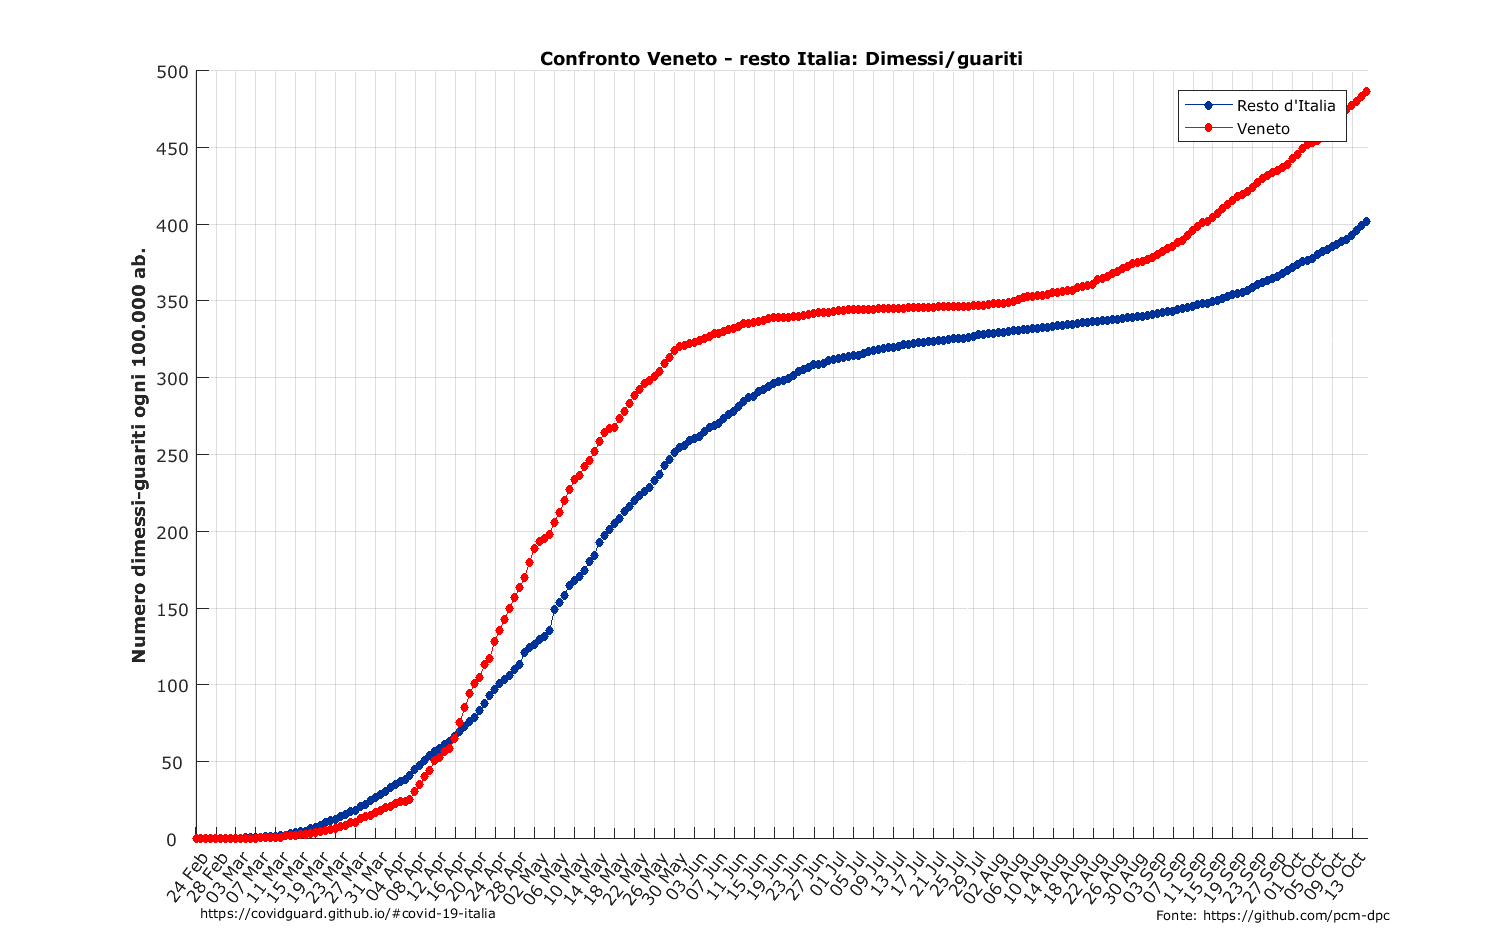 Confronto Veneto - resto Italia: Dimessi/guariti
Numero dimessi-guariti ogni 100.000 ab.
500
450
400
350
300
250
200
150
100
50
0
Resto d'Italia
Veneto
24 Feb
28 Feb
03 Mar
07 Mar
11 Mar
15 Mar
19 Mar
23 Mar
27 Mar
31 Mar
04 Apr
08 Apr
12 Apr
16 Apr
20 Apr
24 Apr
28 Apr
02 May
06 May
10 May
14 May
18 May
22 May
26 May
30 May
03 Jun
07 Jun
11 Jun
15 Jun
19 Jun
23 Jun
27 Jun
01 Jul
05 Jul
09 Jul
13 Jul
17 Jul
21 Jul
25 Jul
29 Jul
02 Aug
06 Aug
10 Aug
14 Aug
18 Aug
22 Aug
26 Aug
30 Aug
03 Sep
07 Sep
11 Sep
15 Sep
19 Sep
23 Sep
27 Sep
01 Oct
05 Oct
09 Oct
13 Oct
https://covidguard.github.io/#covid-19-italia
Fonte: https://github.com/pcm-dpc